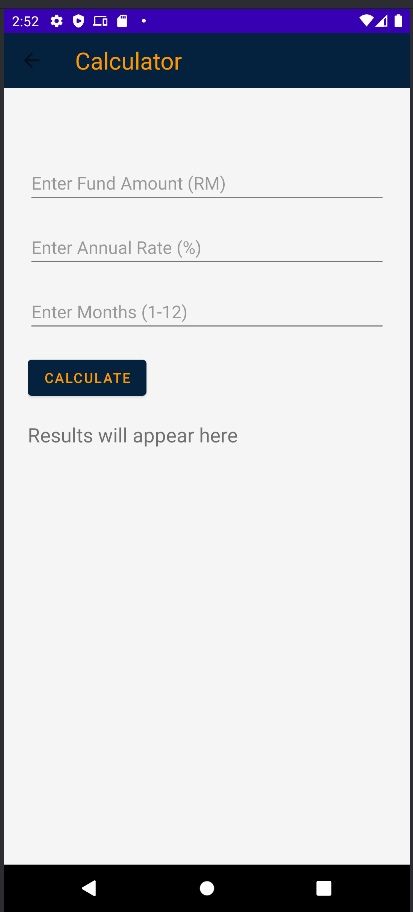 2:52
Calculator
Enter Fund Amount (RM)
Enter Annual Rate (%)
Enter Months (1-12)
CALCULATE
Results will appear here